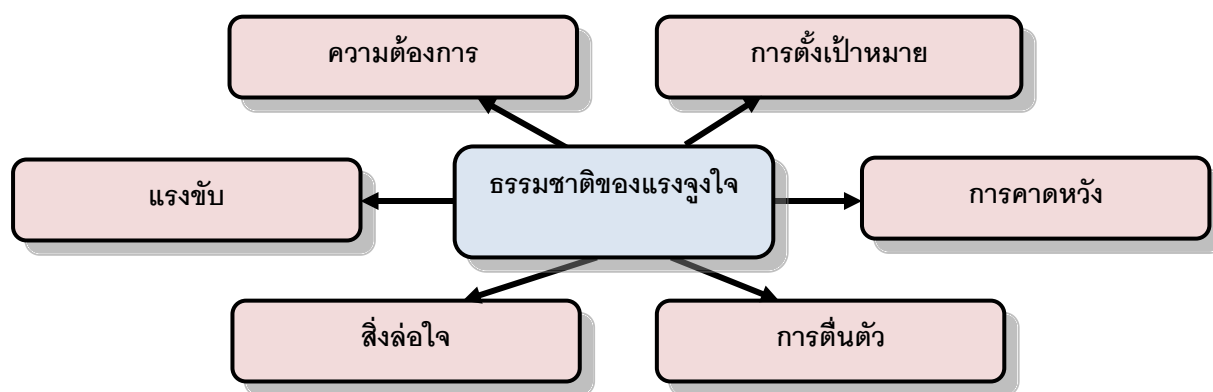 ความต้องการ
การตั้งเป้าหมาย
แรงขับ
ธรรมชาติของแรงจูงใจ
การคาดหวัง
สิ่งล่อใจ
การตื่นตัว